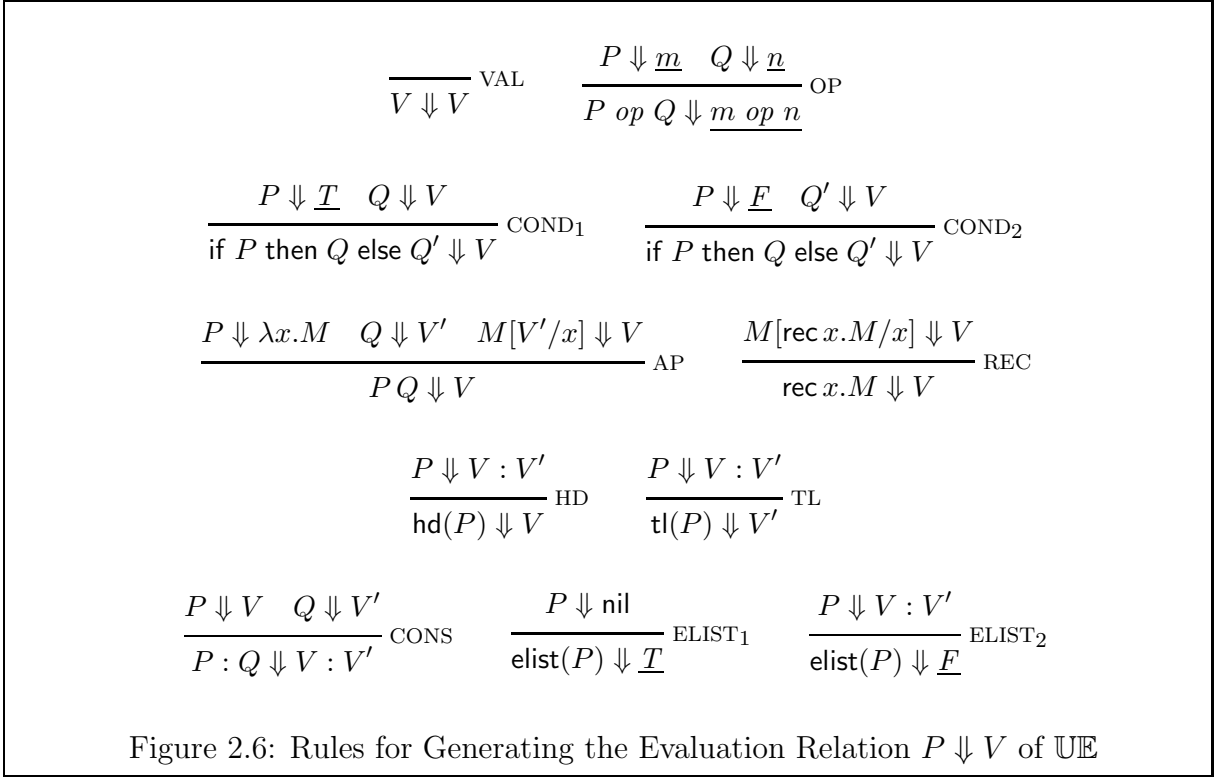 V ⇓ V VAL   P ⇓ m   Q ⇓ n / P op Q ⇓ m op n OP
P ⇓ T   Q ⇓ V / if P then Q else Q′ ⇓ V COND1   P ⇓ F   Q′ ⇓ V / if P then Q else Q′ ⇓ V COND2
P ⇓ λx.M   Q ⇓ V′   M[V′/x] ⇓ V / P Q ⇓ V AP   M[rec x.M/x] ⇓ V / rec x.M ⇓ V REC
P ⇓ V : V′ / hd(P) ⇓ V HD   P ⇓ V : V′ / tl(P) ⇓ V′ TL
P ⇓ V   Q ⇓ V′ / P : Q ⇓ V : V′ CONS   P ⇓ nil / elist(P) ⇓ T ELIST1   P ⇓ V : V′ / elist(P) ⇓ F ELIST2
Figure 2.6: Rules for Generating the Evaluation Relation P ⇓ V of 𝕌𝔼